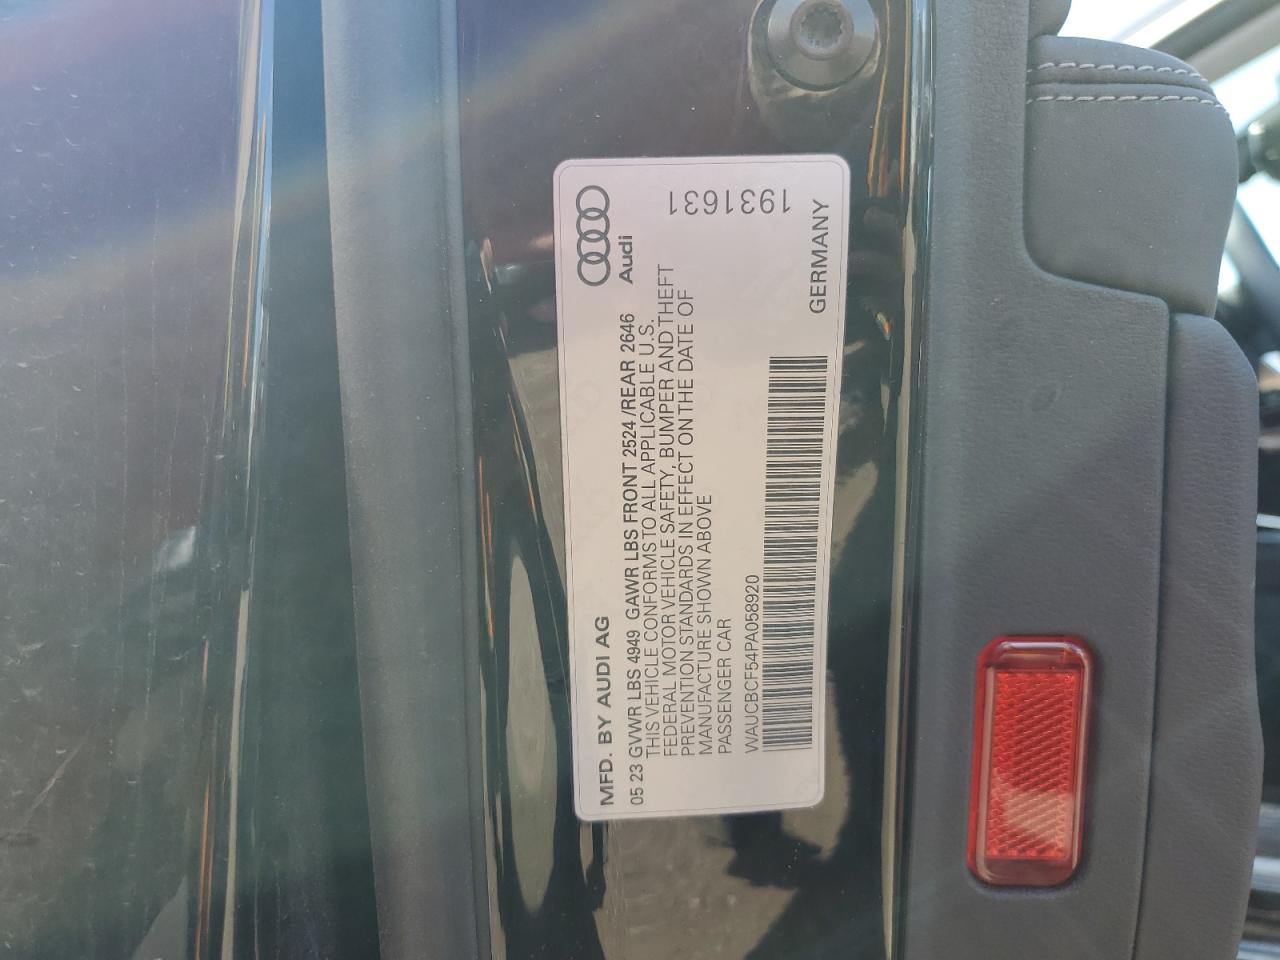 MFD. BY AUDI AG
Audi
05 23 GVWR LBS 4949 GAWR LBS FRONT 2524 /REAR 2646
THIS VEHICLE CONFORMS TO ALL APPLICABLE U.S.
FEDERAL MOTOR VEHICLE SAFETY, BUMPER AND THEFT
PREVENTION STANDARDS IN EFFECT ON THE DATE OF
MANUFACTURE SHOWN ABOVE
PASSENGER CAR
WAUCBCF54PA058920
GERMANY
1931631